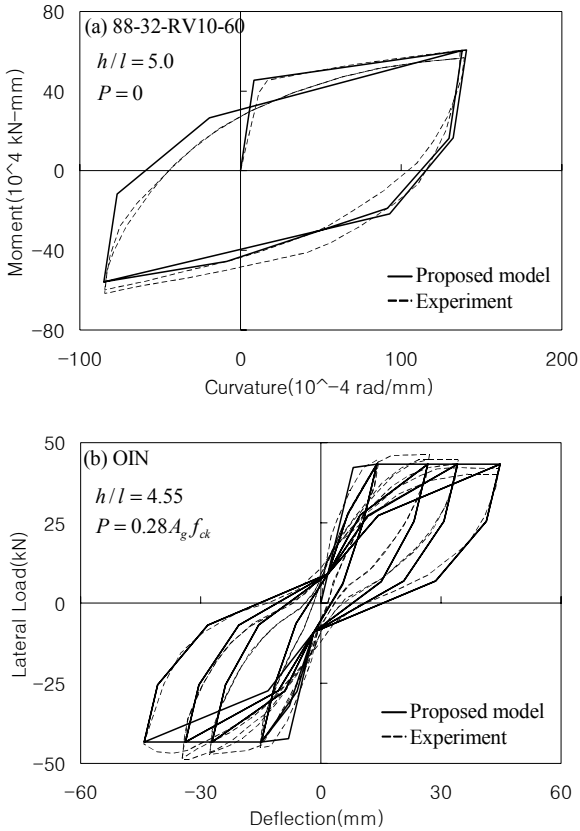 80
(a) 88-32-RV10-60
h/l = 5.0
P = 0
40
0
-40
-80
Moment(10^4 kN-mm)
Proposed model
Experiment
-100
0
100
200
Curvature(10^-4 rad/mm)
50
(b) OIN
h/l = 4.55
P = 0.28A_g f_{ck}
25
0
-25
-50
Lateral Load(kN)
Proposed model
Experiment
-60
-30
0
30
60
Deflection(mm)